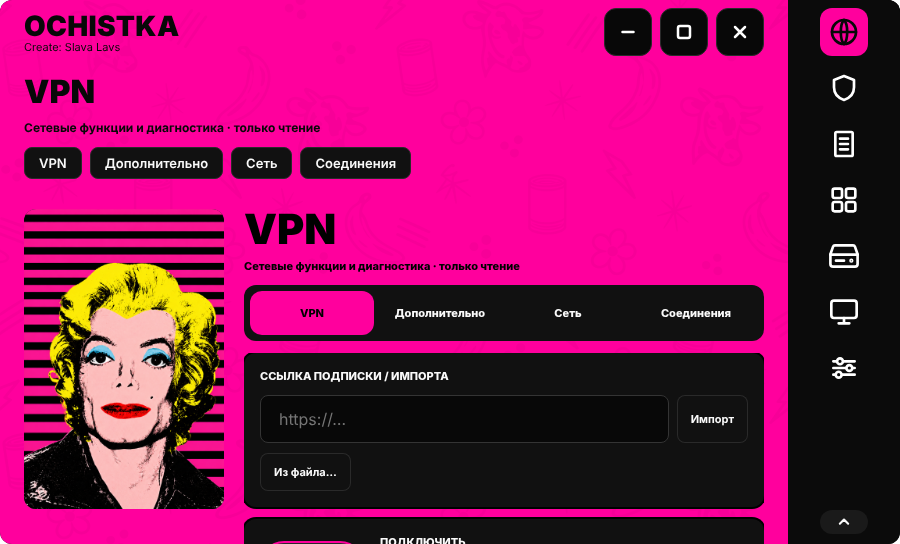 OCHISTKA
Create: Slava Lavs
VPN
Сетевые функции и диагностика · только чтение
VPN Дополнительно Сеть Соединения
VPN
Сетевые функции и диагностика · только чтение
VPN Дополнительно Сеть Соединения
ССЫЛКА ПОДПИСКИ / ИМПОРТА
https://... Импорт
Из файла...
ПОДКЛЮЧИТЬ